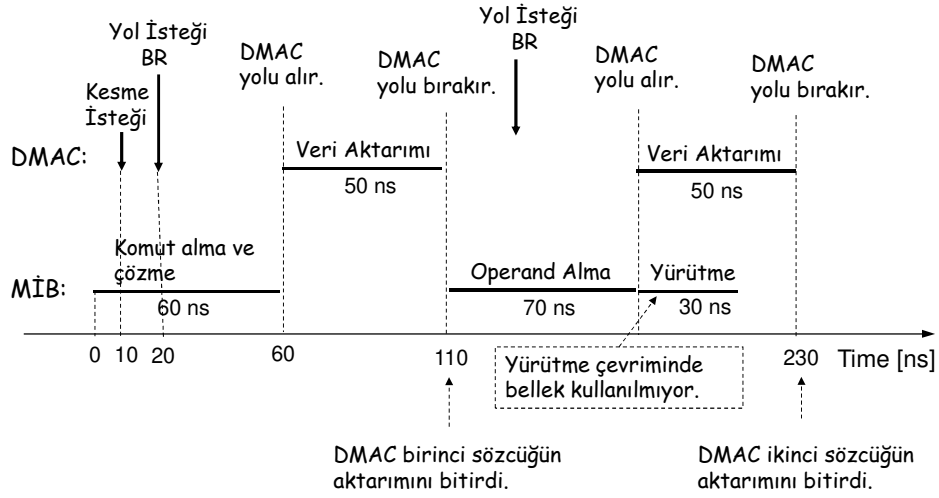 Yol İsteği
BR
Kesme
İsteği
DMAC
yolu alır.
DMAC
yolu bırakır.
Yol İsteği
BR
DMAC
yolu alır.
DMAC
yolu bırakır.
DMAC:
Veri Aktarımı
50 ns
Veri Aktarımı
50 ns
MİB:
Komut alma ve
çözme
60 ns
Operand Alma
70 ns
Yürütme
30 ns
0 10 20 60 110 230 Time [ns]
Yürütme çevriminde
bellek kullanılmıyor.
DMAC birinci sözcüğün
aktarımını bitirdi.
DMAC ikinci sözcüğün
aktarımını bitirdi.